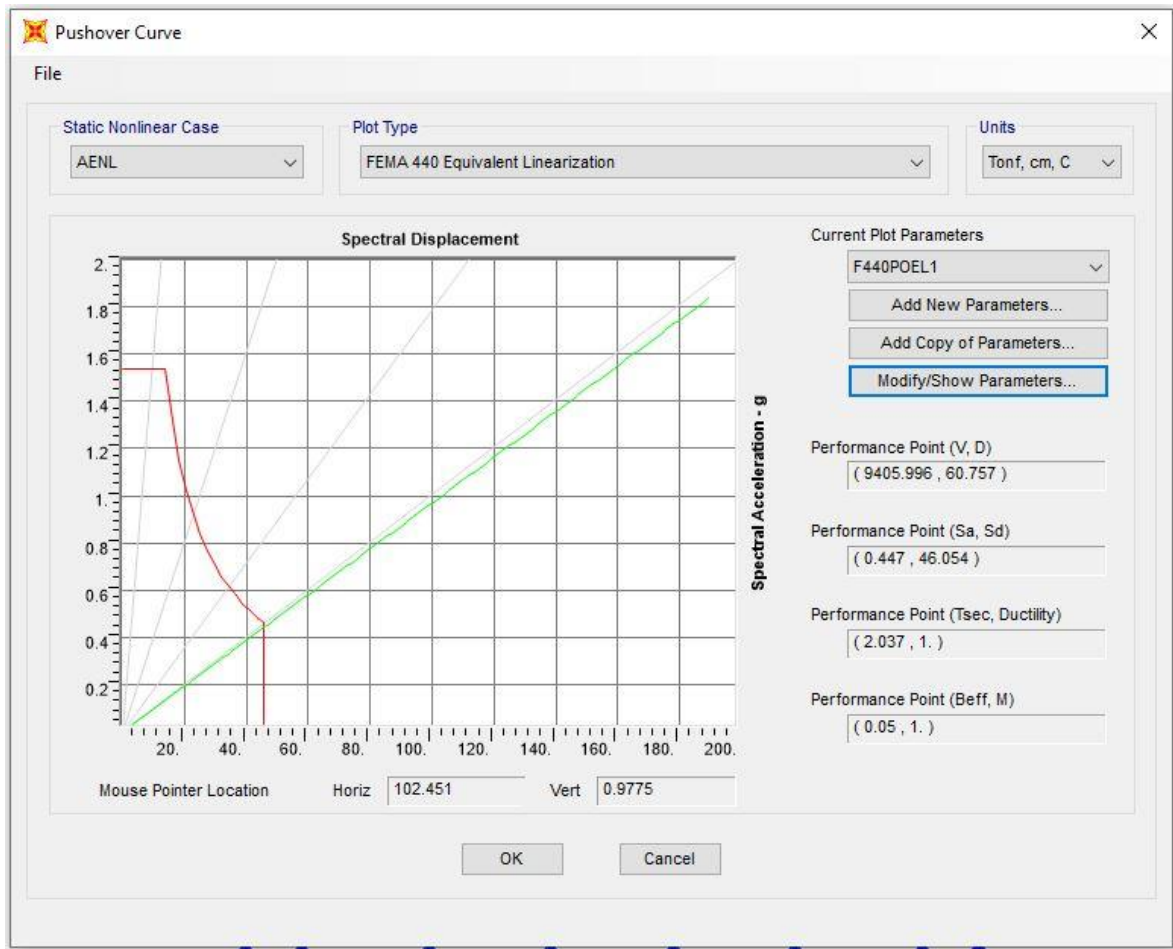 Pushover Curve
File
Static Nonlinear Case
Plot Type
Units
AENL
FEMA 440 Equivalent Linearization
Tonf, cm, C
Spectral Displacement
2.
1.8
1.6
1.4
1.2
1.
0.8
0.6
0.4
0.2
20. 40. 60. 80. 100. 120. 140. 160. 180. 200.
Spectral Acceleration - g
Mouse Pointer Location Horiz 102.451 Vert 0.9775
Current Plot Parameters
F440POEL1
Add New Parameters...
Add Copy of Parameters...
Modify/Show Parameters...
Performance Point (V, D)
( 9405.996 , 60.757 )
Performance Point (Sa, Sd)
( 0.447 , 46.054 )
Performance Point (Tsec, Ductility)
( 2.037 , 1. )
Performance Point (Beff, M)
( 0.05 , 1. )
OK
Cancel